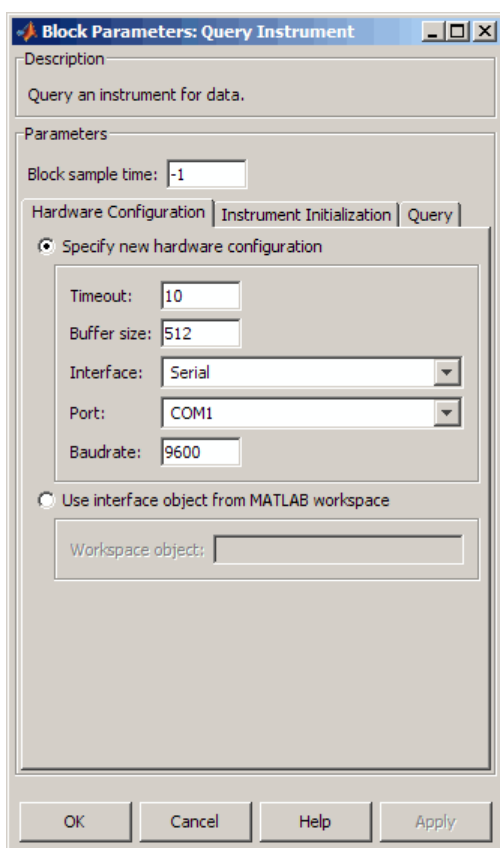 Block Parameters: Query Instrument
Description
Query an instrument for data.
Parameters
Block sample time: -1
Hardware Configuration Instrument Initialization Query
Specify new hardware configuration
Timeout: 10
Buffer size: 512
Interface: Serial
Port: COM1
Baudrate: 9600
Use interface object from MATLAB workspace
Workspace object:
OK Cancel Help Apply